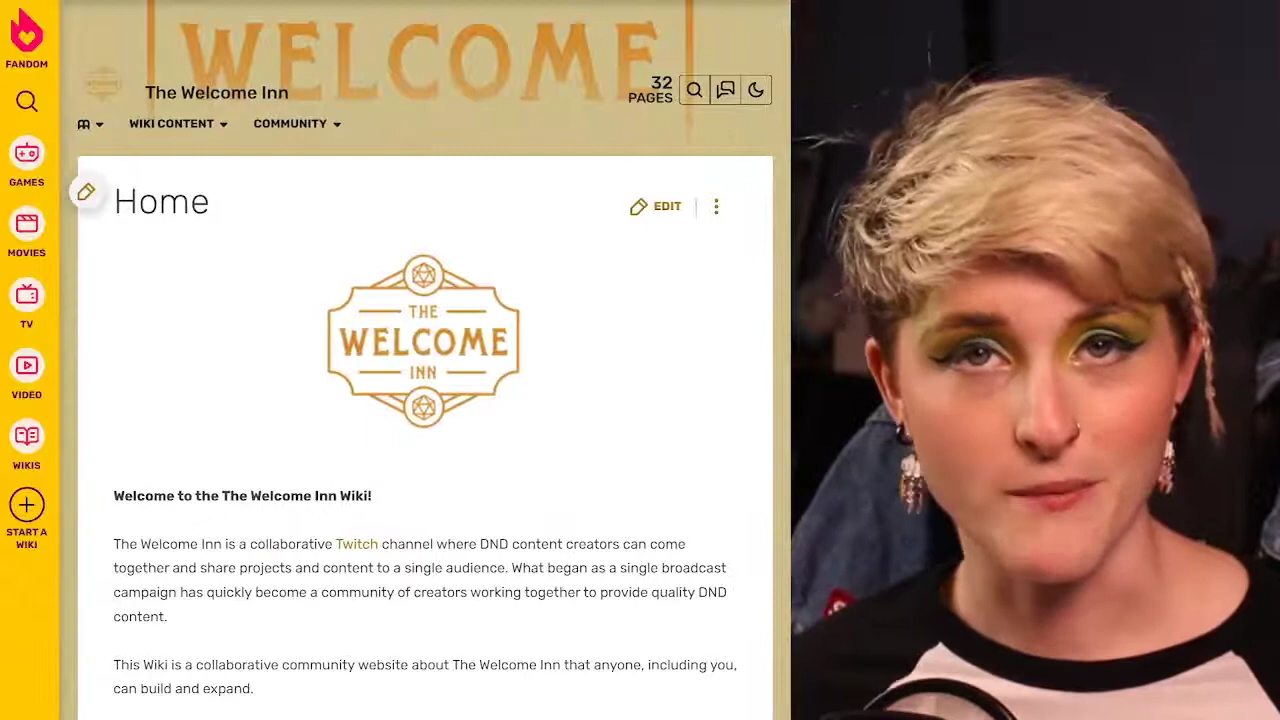 WELCOME
FANDOM
The Welcome Inn
32
PAGES
WIKI CONTENT
COMMUNITY
GAMES
MOVIES
TV
VIDEO
WIKIS
START A
WIKI
Home
EDIT
THE
WELCOME
INN
Welcome to the The Welcome Inn Wiki!
The Welcome Inn is a collaborative Twitch channel where DND content creators can come
together and share projects and content to a single audience. What began as a single broadcast
campaign has quickly become a community of creators working together to provide quality DND
content.
This Wiki is a collaborative community website about The Welcome Inn that anyone, including you,
can build and expand.